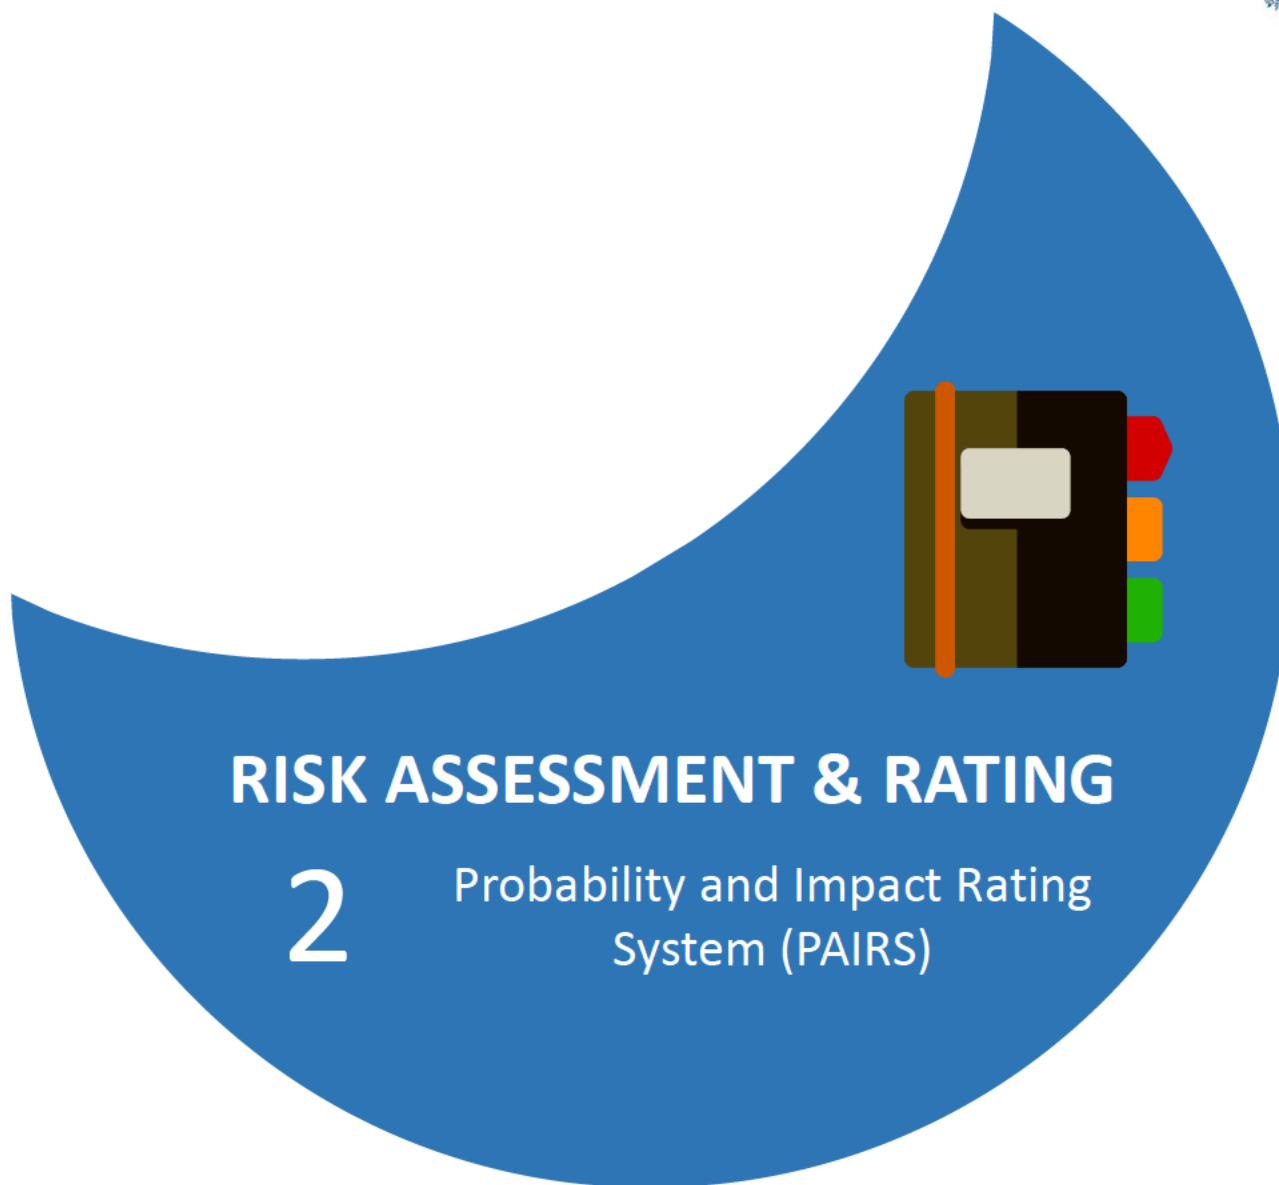 RISK ASSESSMENT & RATING
2
Probability and Impact Rating
System (PAIRS)